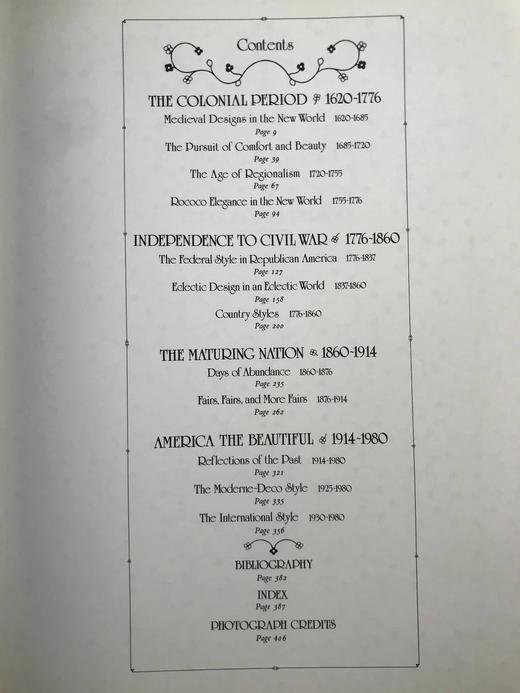 Contents
THE COLONIAL PERIOD 1620-1776
Medieval Designs in the New World 1620-1685
Page 9
The Pursuit of Comfort and Beauty 1685-1720
Page 39
The Age of Regionalism 1720-1755
Page 67
Rococo Elegance in the New World 1755-1776
Page 94
INDEPENDENCE TO CIVIL WAR 1776-1860
The Federal Style in Republican America 1776-1837
Page 127
Eclectic Design in an Eclectic World 1837-1860
Page 158
Country Styles 1776-1860
Page 200
THE MATURING NATION 1860-1914
Days of Abundance 1860-1876
Page 235
Fairs, Fairs, and More Fairs 1876-1914
Page 262
AMERICA THE BEAUTIFUL 1914-1980
Reflections of the Past 1914-1980
Page 321
The Moderne-Deco Style 1925-1980
Page 335
The International Style 1930-1980
Page 356
BIBLIOGRAPHY
Page 382
INDEX
Page 387
PHOTOGRAPH CREDITS
Page 406